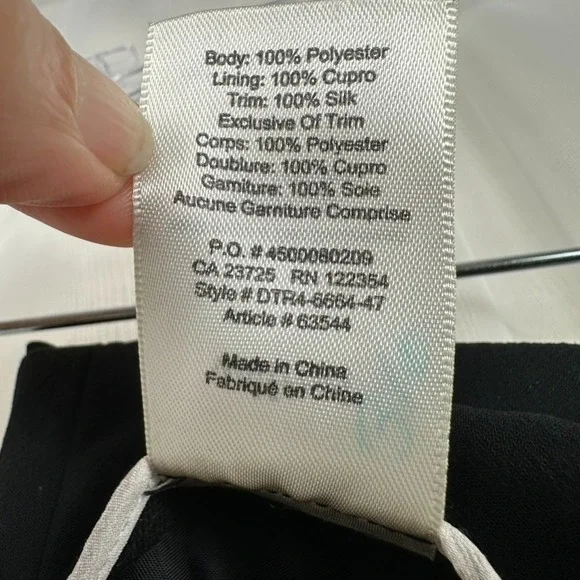 Body: 100% Polyester
Lining: 100% Cupro
Trim: 100% Silk
Exclusive Of Trim
Corps: 100% Polyester
Doublure: 100% Cupro
Garniture: 100% Soie
Aucune Garniture Comprise
P.O. # 4500080209
CA 23725 RN 122354
Style # DTR4-6664-47
Article # 63544
Made in China
Fabriqué en Chine